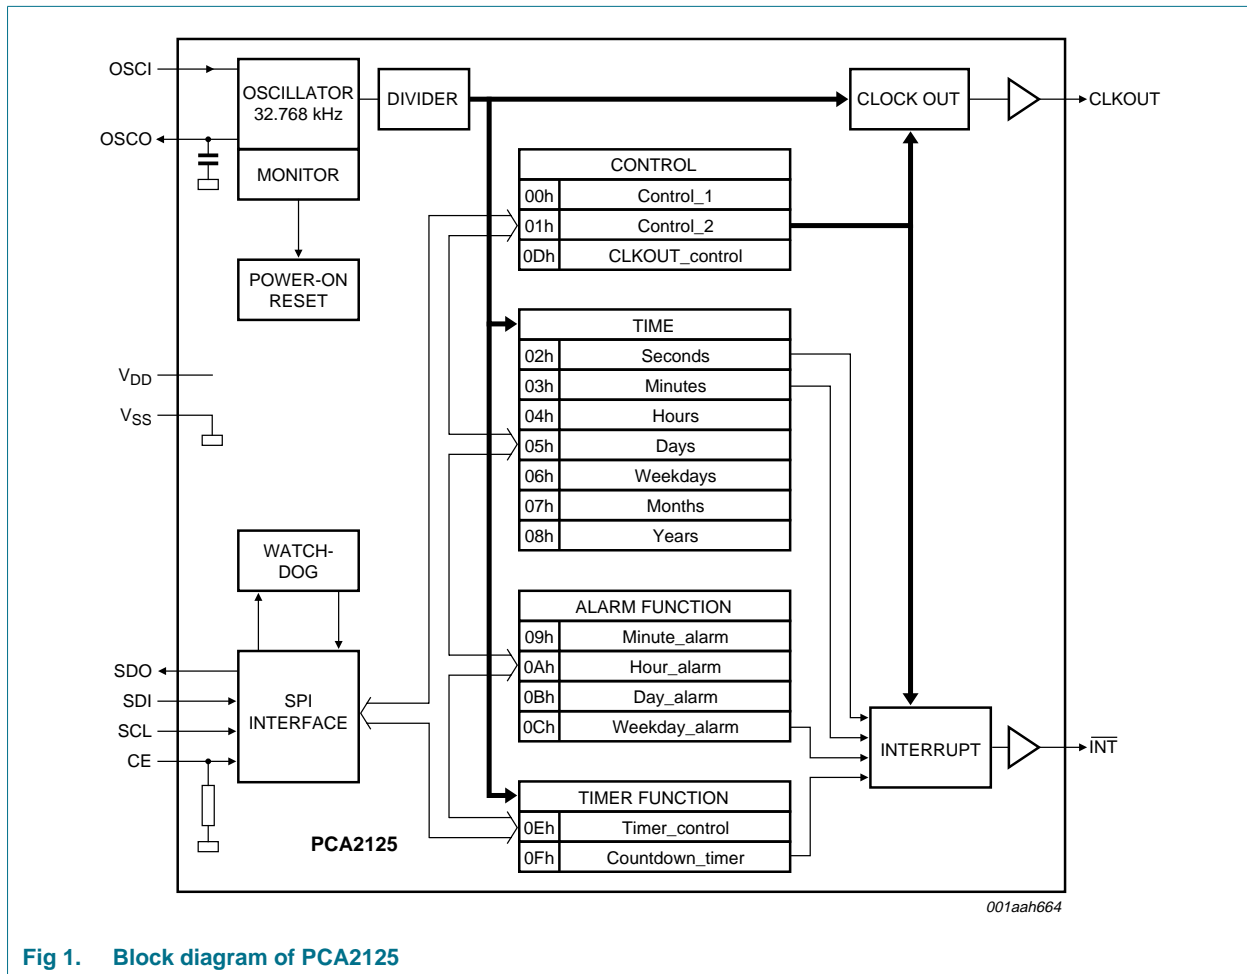 OSCI
OSCILLATOR
32.768 kHz
DIVIDER
CLOCK OUT
CLKOUT
OSCO
MONITOR
POWER-ON
RESET
CONTROL
00h Control_1
01h Control_2
0Dh CLKOUT_control
TIME
02h Seconds
03h Minutes
04h Hours
05h Days
06h Weekdays
07h Months
08h Years
VDD
VSS
WATCH-
DOG
SDO
SDI
SCL
CE
SPI
INTERFACE
ALARM FUNCTION
09h Minute_alarm
0Ah Hour_alarm
0Bh Day_alarm
0Ch Weekday_alarm
INTERRUPT
INT
TIMER FUNCTION
0Eh Timer_control
0Fh Countdown_timer
PCA2125
001aah664
Fig 1. Block diagram of PCA2125